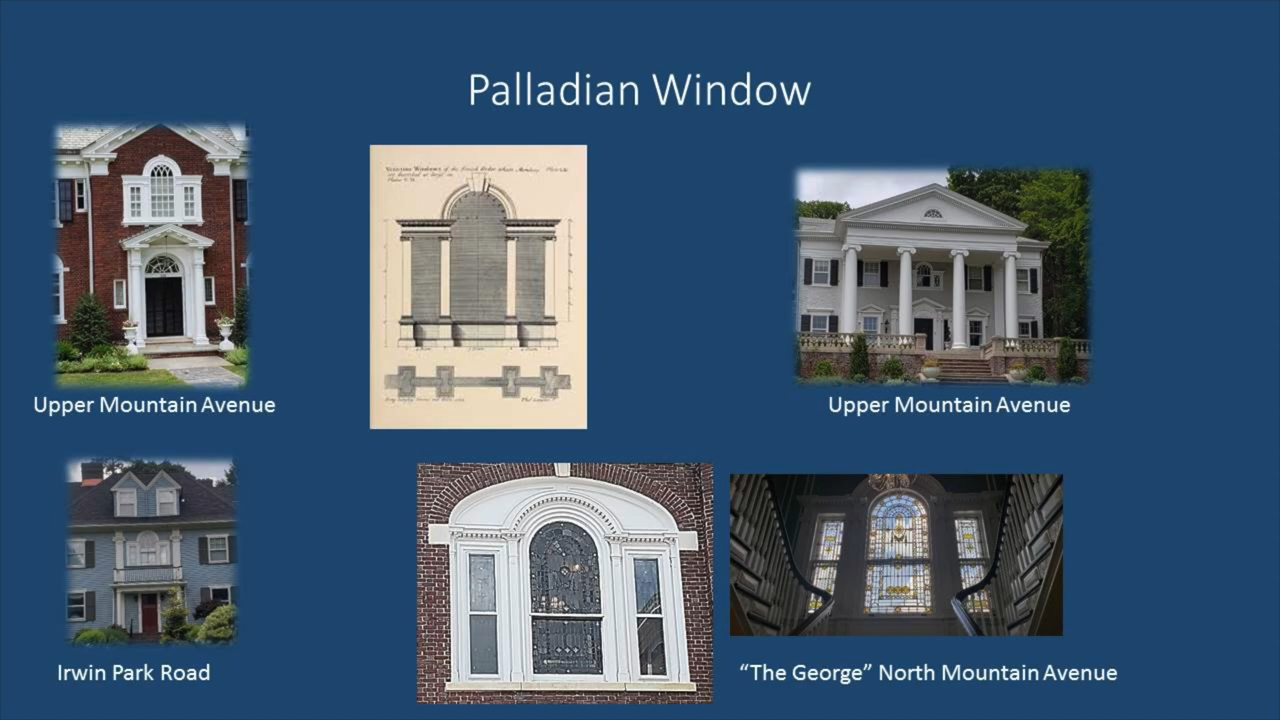 Palladian Window
Upper Mountain Avenue
Upper Mountain Avenue
Irwin Park Road
“The George” North Mountain Avenue